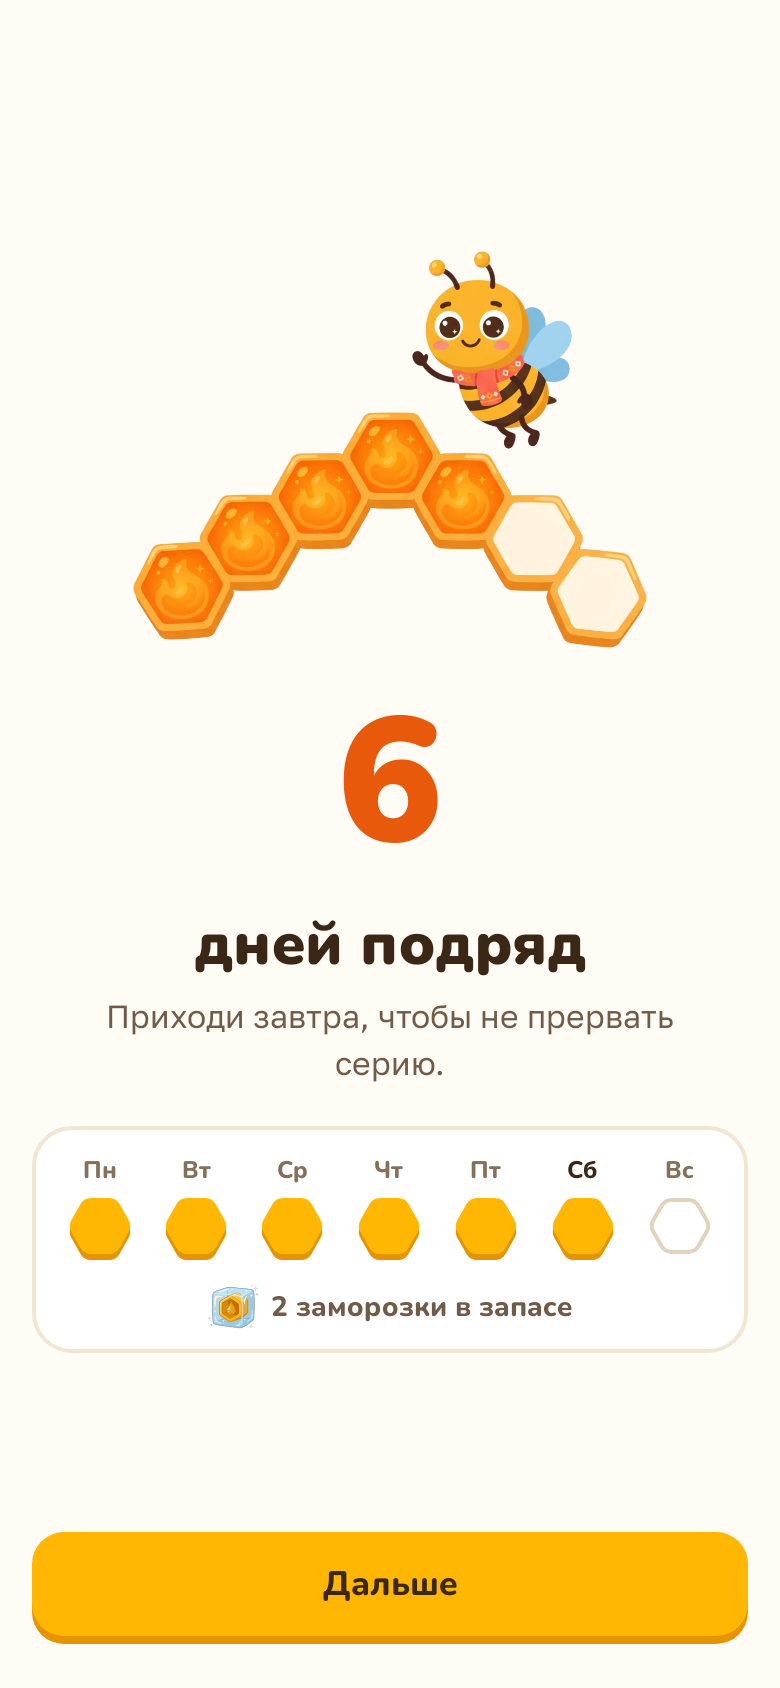 6
дней подряд
Приходи завтра, чтобы не прервать
серию.
Пн Вт Ср Чт Пт Сб Вс
2 заморозки в запасе
Дальше